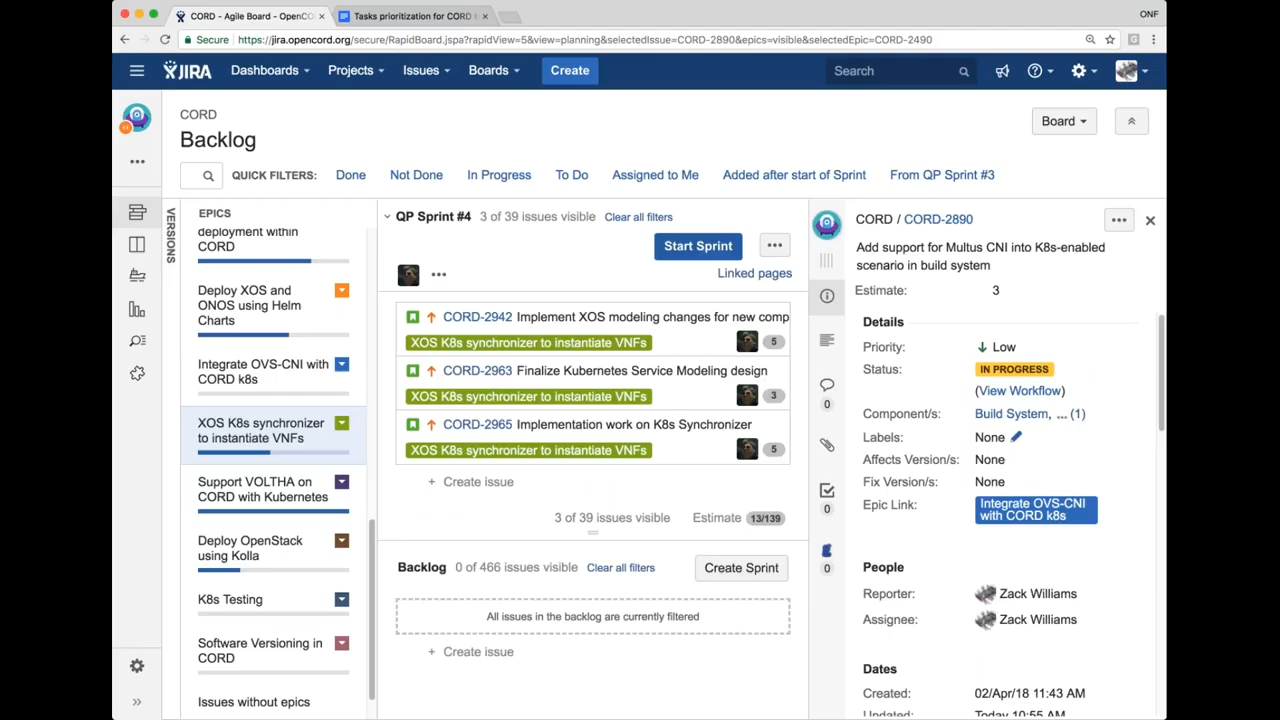 CORD - Agile Board - OpenCO
Tasks prioritization for CORD
ONF
Secure
https://jira.opencord.org/secure/RapidBoard.jspa?rapidView=5&view=planning&selectedIssue=CORD-2890&epics=visible&selectedEpic=CORD-2490
JIRA
Dashboards
Projects
Issues
Boards
Create
Search
CORD
Backlog
Board
QUICK FILTERS:
Done
Not Done
In Progress
To Do
Assigned to Me
Added after start of Sprint
From QP Sprint #3
VERSIONS
EPICS
deployment within
CORD
Deploy XOS and
ONOS using Helm
Charts
Integrate OVS-CNI with
CORD k8s
XOS K8s synchronizer
to instantiate VNFs
Support VOLTHA on
CORD with Kubernetes
Deploy OpenStack
using Kolla
K8s Testing
Software Versioning in
CORD
Issues without epics
QP Sprint #4
3 of 39 issues visible
Clear all filters
Start Sprint
Linked pages
CORD-2942 Implement XOS modeling changes for new comp
XOS K8s synchronizer to instantiate VNFs
5
CORD-2963 Finalize Kubernetes Service Modeling design
XOS K8s synchronizer to instantiate VNFs
3
CORD-2965 Implementation work on K8s Synchronizer
XOS K8s synchronizer to instantiate VNFs
5
+ Create issue
3 of 39 issues visible
Estimate 13/139
Backlog
0 of 466 issues visible
Clear all filters
Create Sprint
All issues in the backlog are currently filtered
+ Create issue
0
0
0
CORD / CORD-2890
Add support for Multus CNI into K8s-enabled
scenario in build system
Estimate: 3
Details
Priority: Low
Status: IN PROGRESS
(View Workflow)
Component/s: Build System, ... (1)
Labels: None
Affects Version/s: None
Fix Version/s: None
Epic Link: Integrate OVS-CNI
with CORD k8s
People
Reporter: Zack Williams
Assignee: Zack Williams
Dates
Created: 02/Apr/18 11:43 AM
Updated: Today 10:55 AM